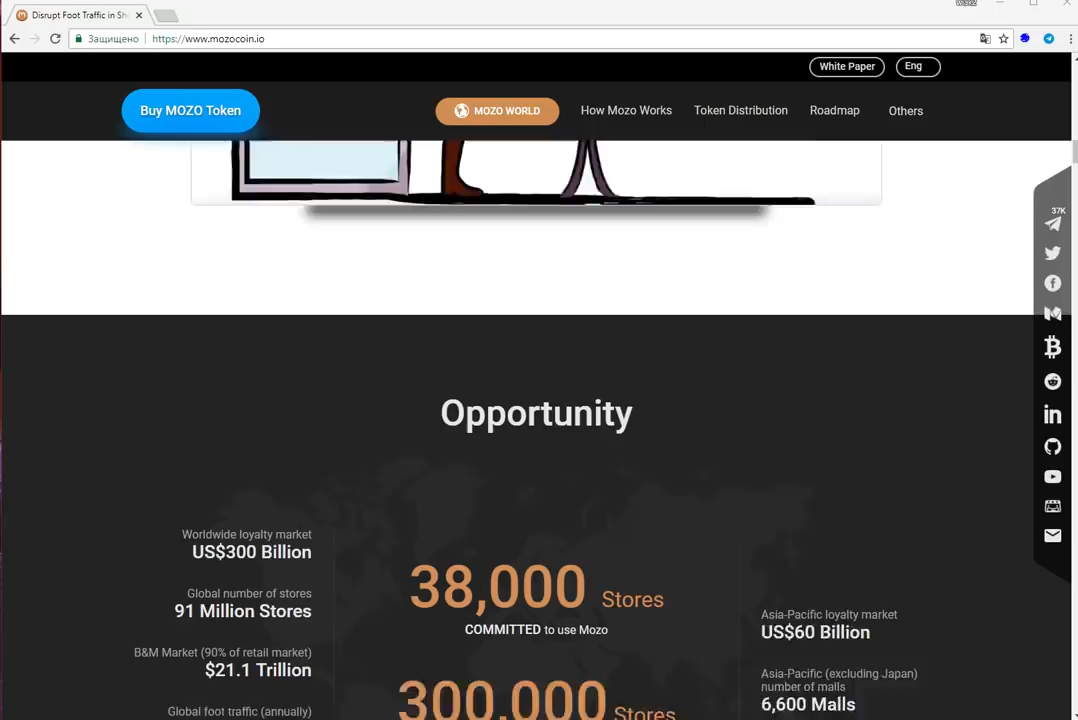 Disrupt Foot Traffic in Sh
Защищено
https://www.mozocoin.io
White Paper
Eng
Buy MOZO Token
MOZO WORLD
How Mozo Works
Token Distribution
Roadmap
Others
37K
Opportunity
Worldwide loyalty market
US$300 Billion
Global number of stores
91 Million Stores
B&M Market (90% of retail market)
$21.1 Trillion
Global foot traffic (annually)
38,000 Stores
COMMITTED to use Mozo
300,000 Stores
Asia-Pacific loyalty market
US$60 Billion
Asia-Pacific (excluding Japan)
number of malls
6,600 Malls